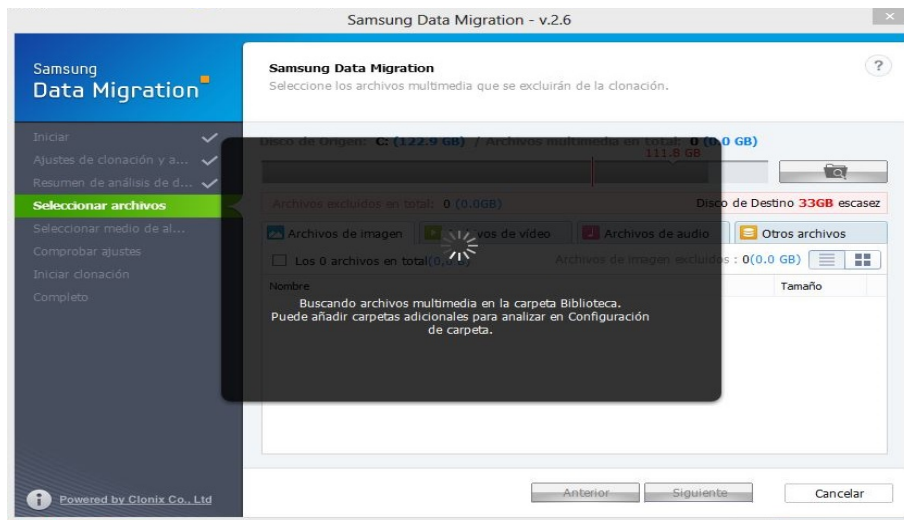 Samsung Data Migration - v.2.6
Samsung
Data Migration
Samsung Data Migration
Seleccione los archivos multimedia que se excluirán de la clonación.
?
Iniciar
Ajustes de clonación y a...
Resumen de análisis de d...
Seleccionar archivos
Seleccionar medio de al...
Comprobar ajustes
Iniciar clonación
Completo
Disco de Origen: C: (122.9 GB) / Archivos multimedia en total: 0 (0.0 GB)
111.8 GB
Archivos excluidos en total: 0 (0.0GB)
Disco de Destino 33GB escasez
Archivos de imagen
Archivos de vídeo
Archivos de audio
Otros archivos
Los 0 archivos en total(0,0 B)
Archivos de imagen excluidos : 0(0.0 GB)
Nombre
Tamaño
Buscando archivos multimedia en la carpeta Biblioteca.
Puede añadir carpetas adicionales para analizar en Configuración
de carpeta.
Powered by Clonix Co., Ltd
Anterior
Siguiente
Cancelar